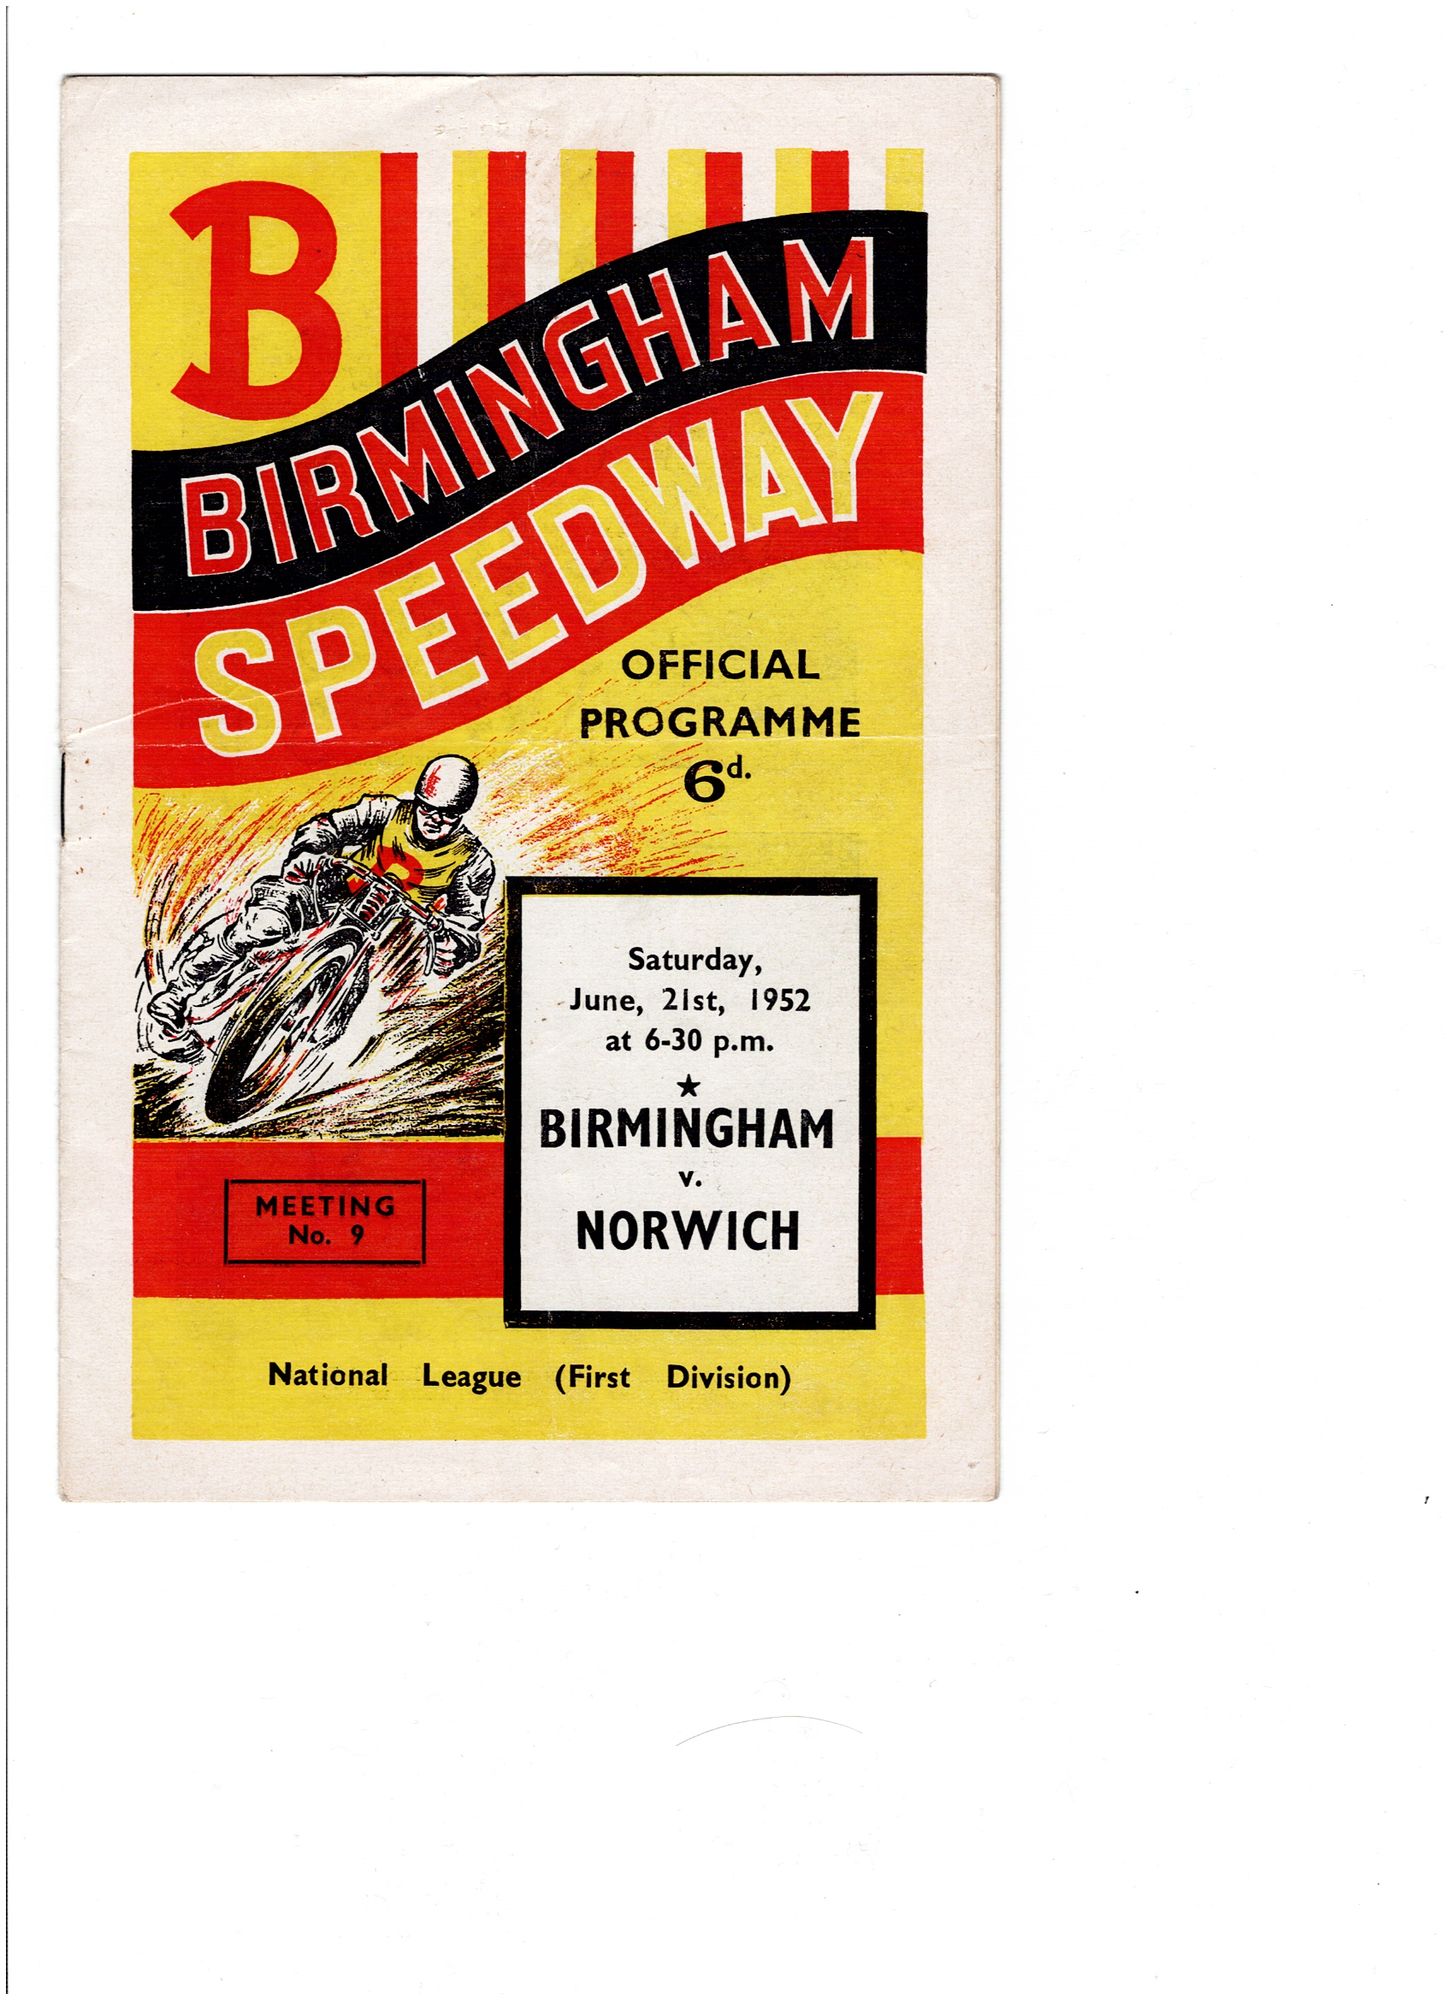 B
BIRMINGHAM
SPEEDWAY
OFFICIAL
PROGRAMME
6d.
Saturday,
June, 21st, 1952
at 6-30 p.m.
★
BIRMINGHAM
v.
NORWICH
MEETING
No. 9
National League (First Division)